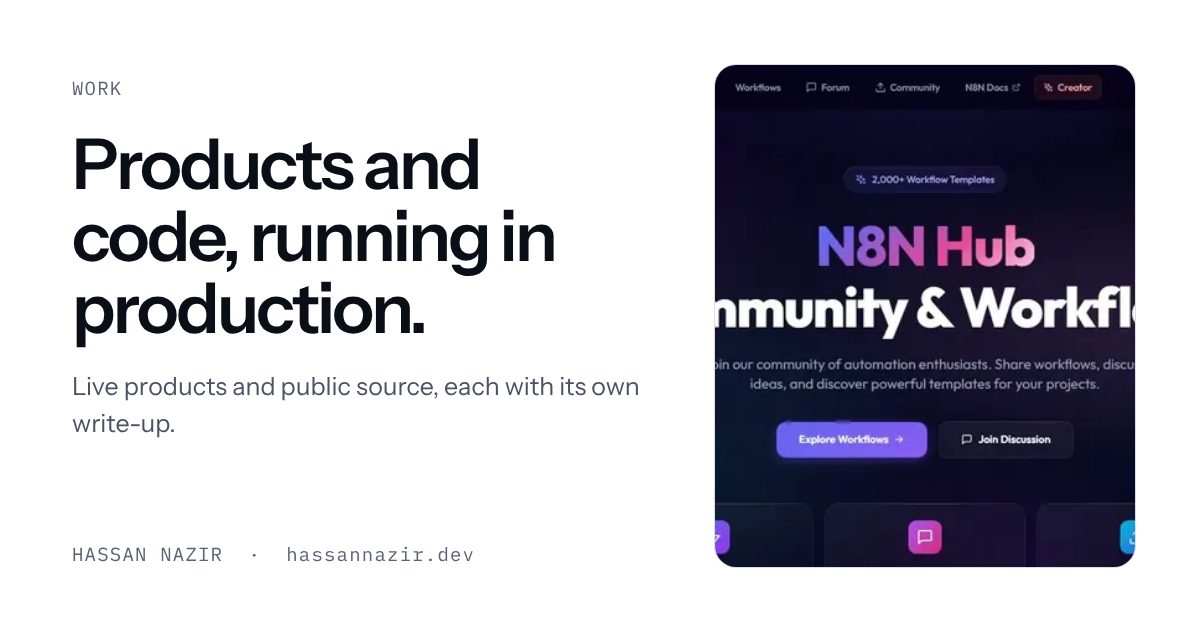 WORK
Products and
code, running in
production.
Live products and public source, each with its own
write-up.
HASSAN NAZIR · hassannazir.dev
Workflows Forum Community N8N Docs Creator
2,000+ Workflow Templates
N8N Hub
mmunity & Workfl
oin our community of automation enthusiasts. Share workflows, discu
ideas, and discover powerful templates for your projects.
Explore Workflows → Join Discussion